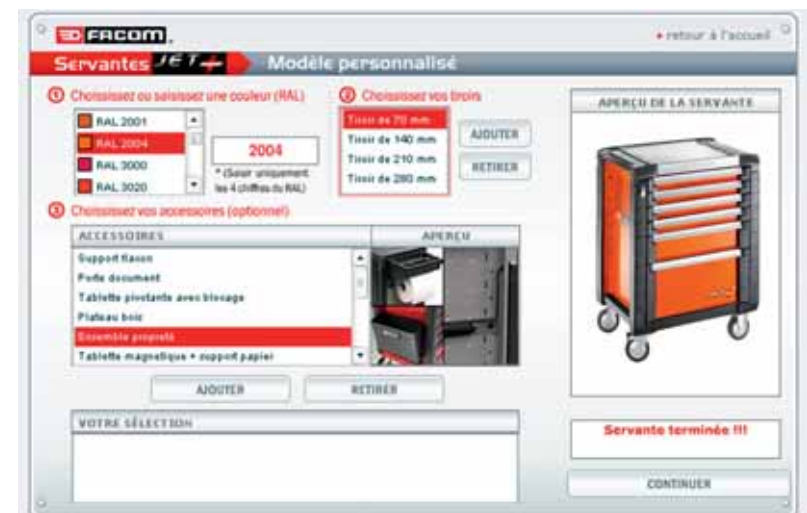 FACOM.
retour à l'accueil
Servantes JET+ Modèle personnalisé
1 Choisissez ou saisissez une couleur (RAL)
RAL 2001
RAL 2004
RAL 3000
RAL 3020
2004
* (Saisir uniquement
les 4 chiffres du RAL)
2 Choisissez vos tiroirs
Tiroir de 70 mm
Tiroir de 140 mm
Tiroir de 210 mm
Tiroir de 280 mm
AJOUTER
RETIRER
3 Choisissez vos accessoires (optionnel)
ACCESSOIRES
APERÇU
Support flacon
Porte document
Tablette pivotante avec blocage
Plateau bois
Ensemble propreté
Tablette magnetique + support papier
AJOUTER
RETIRER
VOTRE SÉLECTION
APERÇU DE LA SERVANTE
Servante terminée !!!
CONTINUER